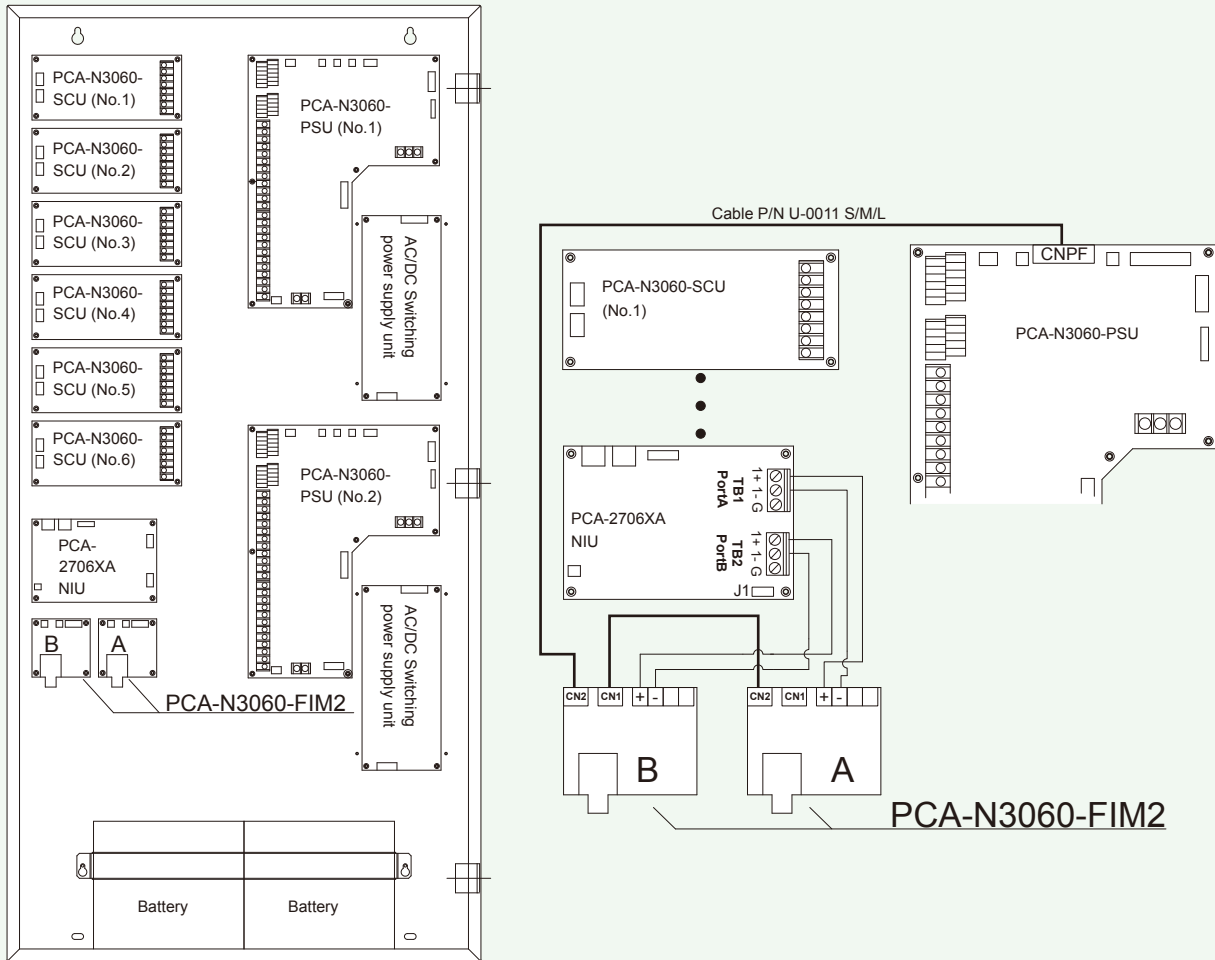 PCA-N3060-
SCU (No.1)
PCA-N3060-
SCU (No.2)
PCA-N3060-
SCU (No.3)
PCA-N3060-
SCU (No.4)
PCA-N3060-
SCU (No.5)
PCA-N3060-
SCU (No.6)
PCA-
2706XA
NIU
B
A
PCA-N3060-FIM2
PCA-N3060-
PSU (No.1)
AC/DC Switching
power supply unit
PCA-N3060-
PSU (No.2)
AC/DC Switching
power supply unit
Battery
Battery
Cable P/N U-0011 S/M/L
PCA-N3060-SCU
(No.1)
CNPF
PCA-N3060-PSU
PCA-2706XA
NIU
TB1
PortA
1+ 1- G
TB2
PortB
1+ 1- G
J1
CN2 CN1 + -
B
CN2 CN1 + -
A
PCA-N3060-FIM2